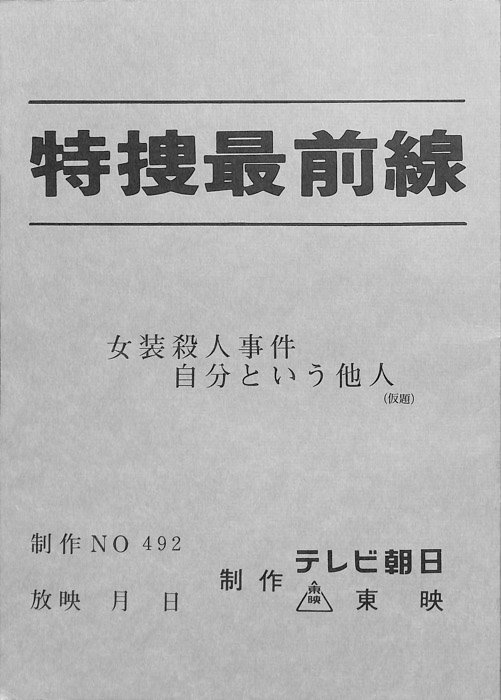 特捜最前線
女装殺人事件
自分という他人
(仮題)
制作NO 492
放映 月 日
制作 テレビ朝日
東映 東映